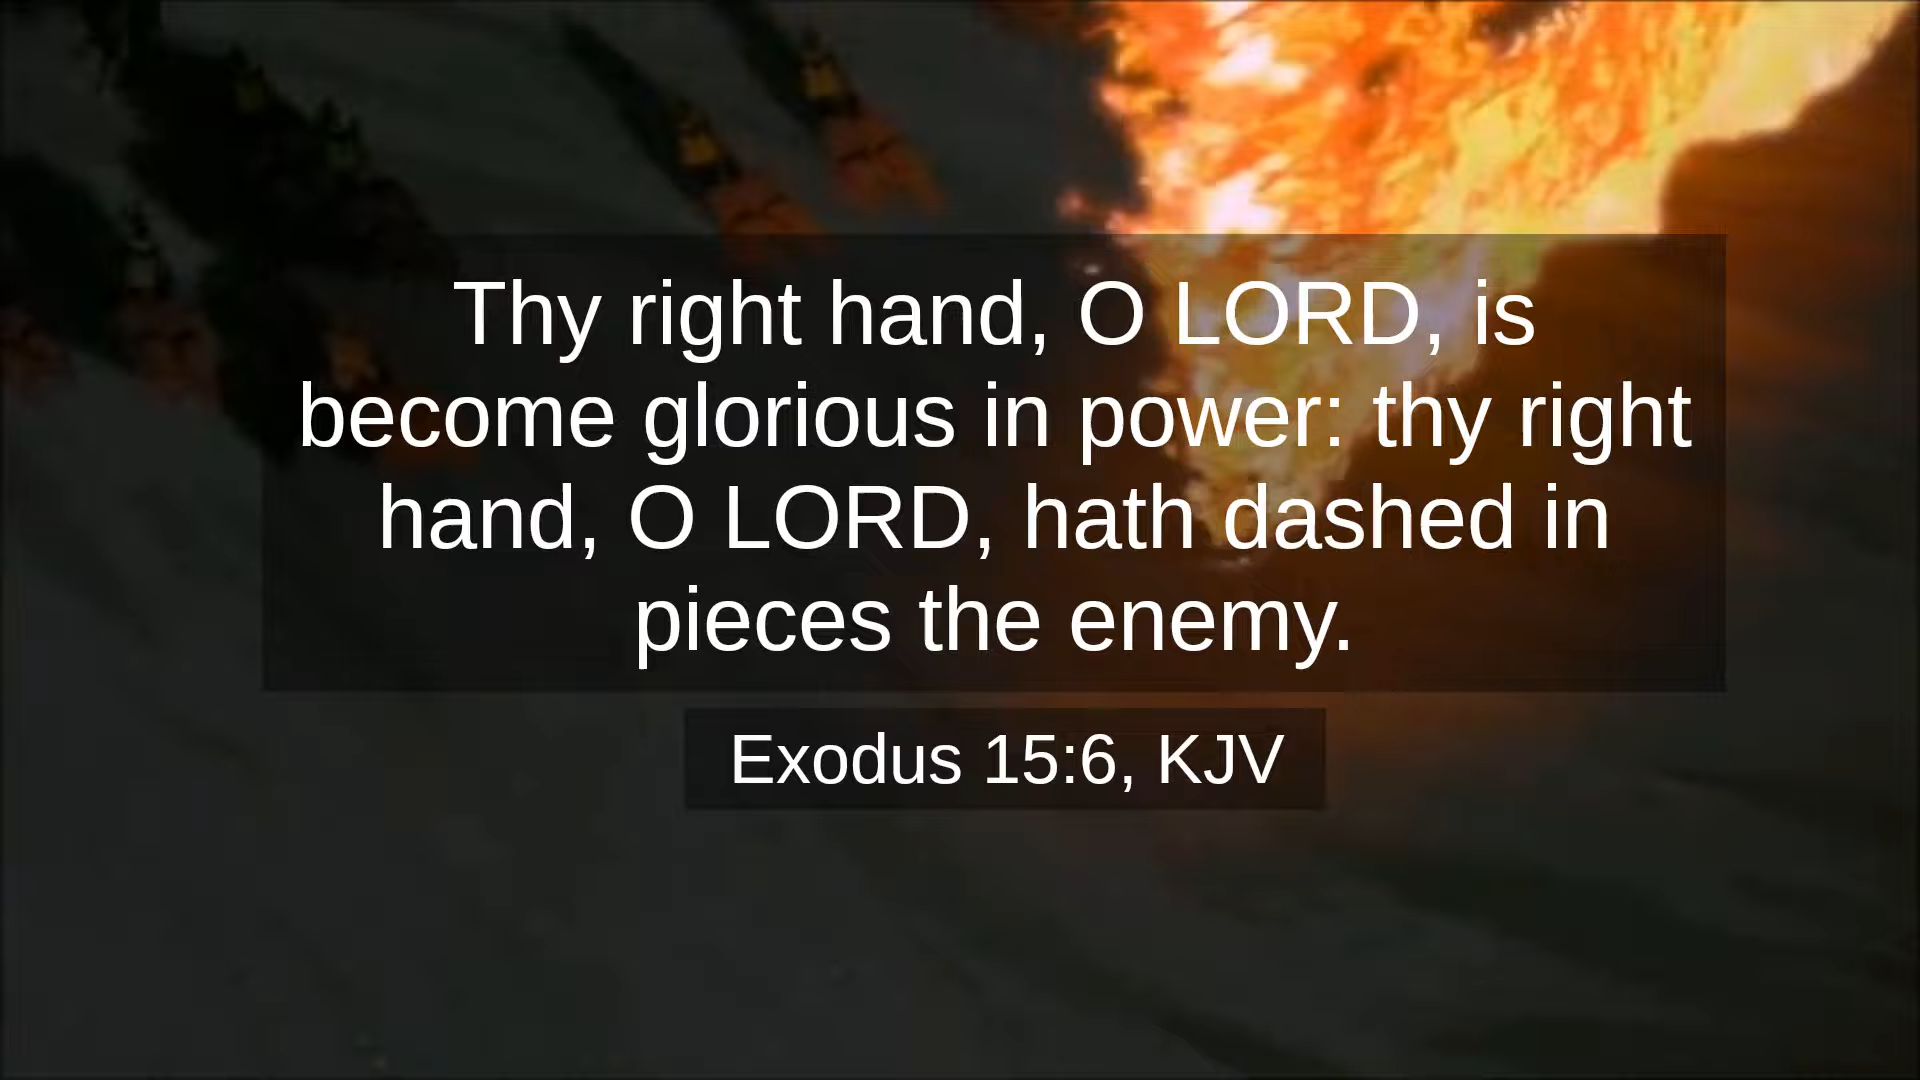 Thy right hand, O LORD, is
become glorious in power: thy right
hand, O LORD, hath dashed in
pieces the enemy.
Exodus 15:6, KJV